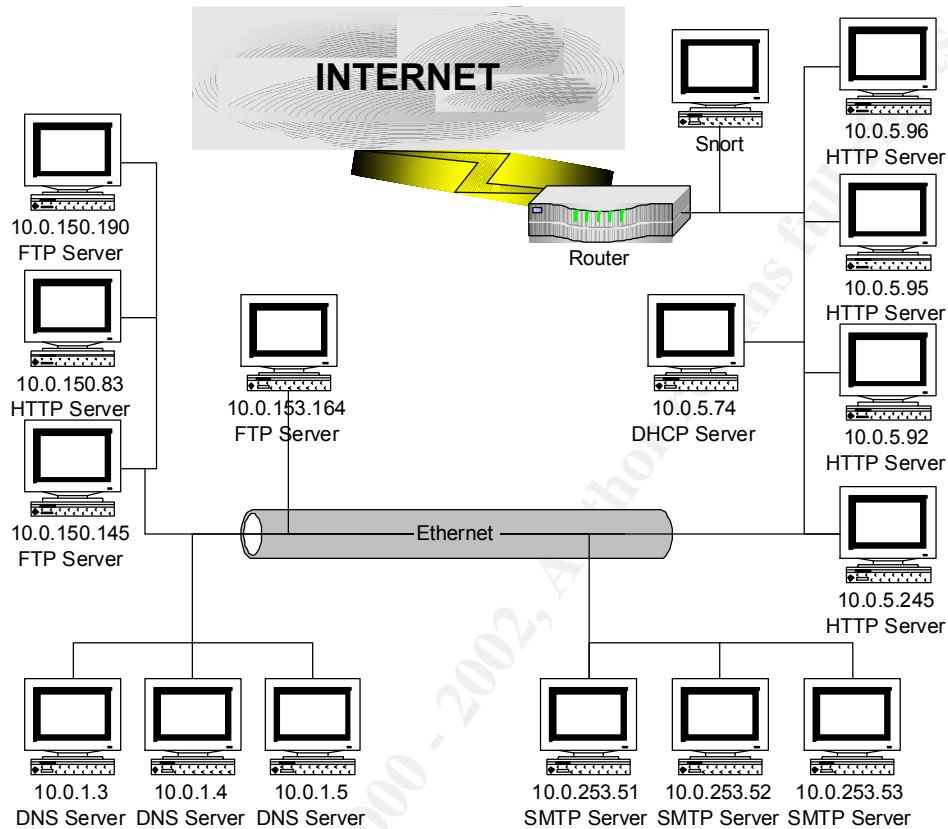 INTERNET
Snort
10.0.5.96
HTTP Server
10.0.150.190
FTP Server
Router
10.0.5.95
HTTP Server
10.0.150.83
HTTP Server
10.0.153.164
FTP Server
10.0.5.74
DHCP Server
10.0.5.92
HTTP Server
10.0.150.145
FTP Server
Ethernet
10.0.5.245
HTTP Server
10.0.1.3
DNS Server
10.0.1.4
DNS Server
10.0.1.5
DNS Server
10.0.253.51
SMTP Server
10.0.253.52
SMTP Server
10.0.253.53
SMTP Server
2002,